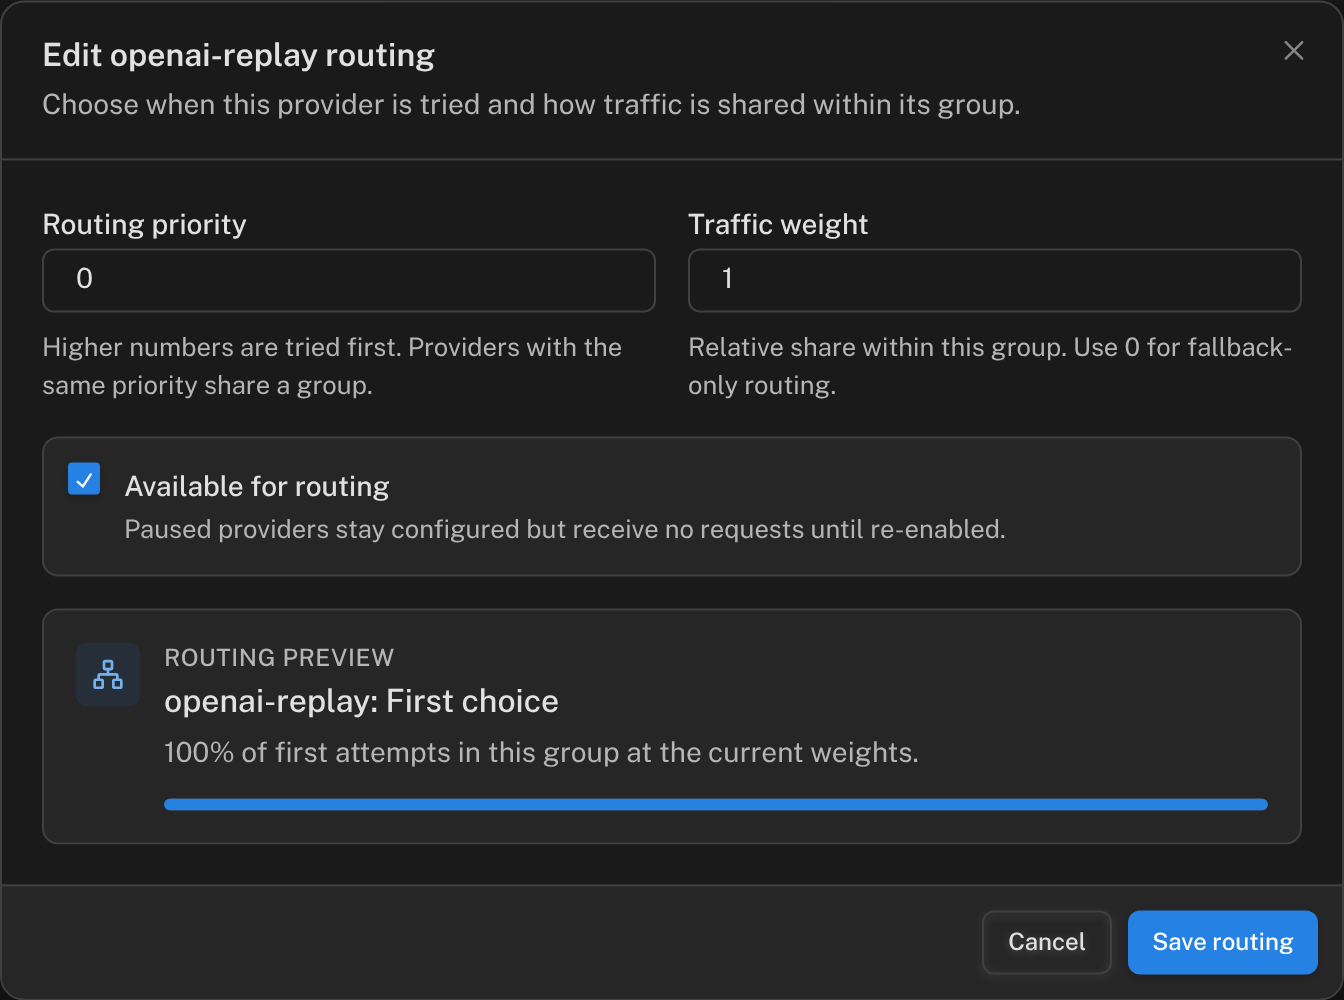 Edit openai-replay routing
Choose when this provider is tried and how traffic is shared within its group.
Routing priority
0
Higher numbers are tried first. Providers with the
same priority share a group.
Traffic weight
1
Relative share within this group. Use 0 for fallback-
only routing.
Available for routing
Paused providers stay configured but receive no requests until re-enabled.
ROUTING PREVIEW
openai-replay: First choice
100% of first attempts in this group at the current weights.
Cancel
Save routing